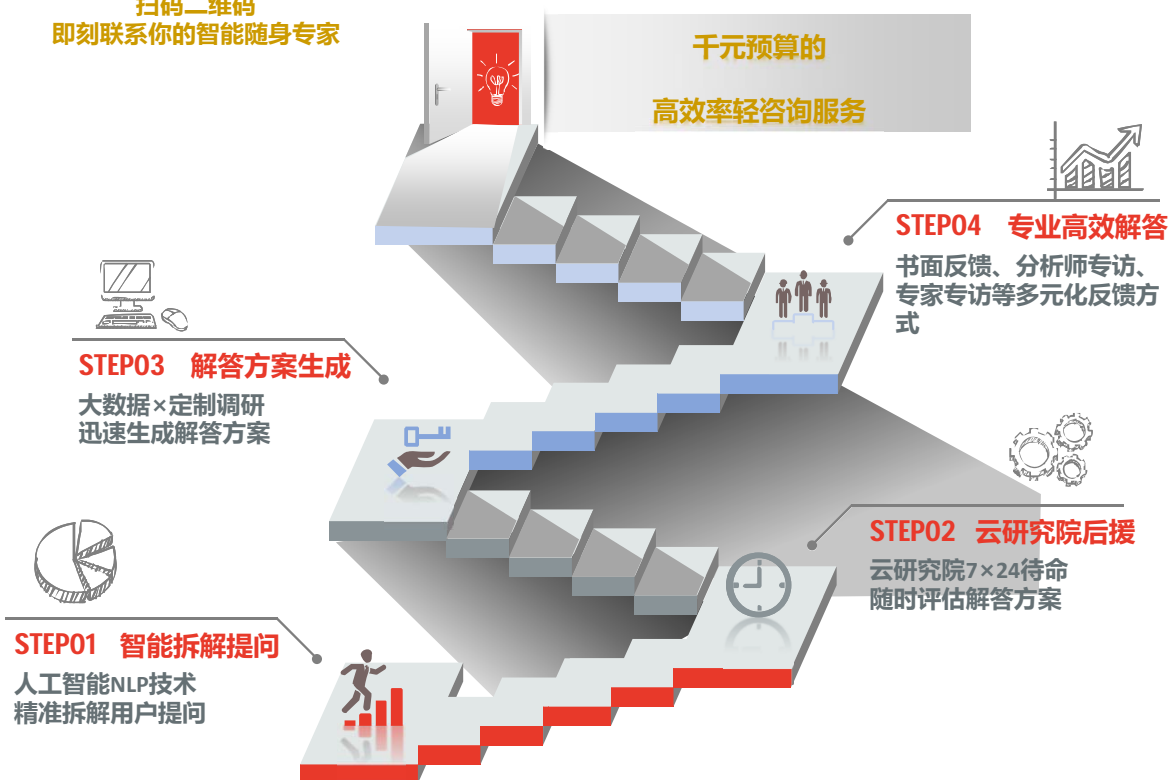 扫码二维码
即刻联系你的智能随身专家
千元预算的
高效率轻咨询服务
STEP04 专业高效解答
书面反馈、分析师专访、
专家专访等多元化反馈方
式
STEP03 解答方案生成
大数据×定制调研
迅速生成解答方案
STEP02 云研究院后援
云研究院7×24待命
随时评估解答方案
STEP01 智能拆解提问
人工智能NLP技术
精准拆解用户提问